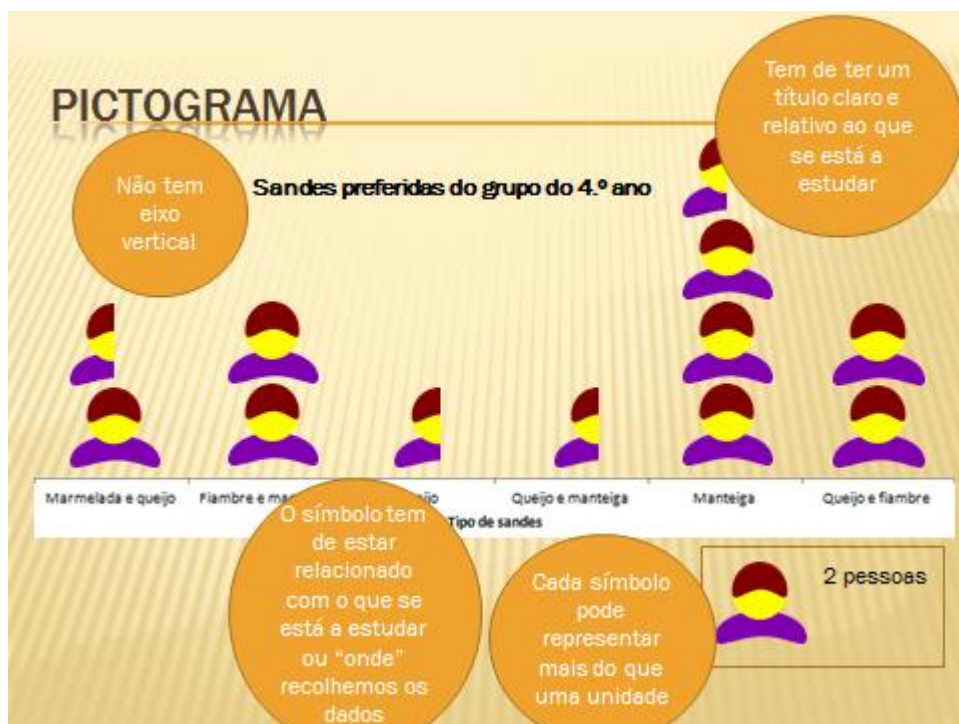 PICTOGRAMA
Tem de ter um
título claro e
relativo ao que
se está a
estudar
Não tem
eixo
vertical
Sandes preferidas do grupo do 4.º ano
Marmelada e queijo
Fiambre e
Queijo e manteiga
Manteiga
Queijo e fiambre
Tipo de sandes
O símbolo tem
de estar
relacionado
com o que se
está a estudar
ou “onde”
recolhemos os
dados
Cada símbolo
pode
representar
mais do que
uma unidade
2 pessoas